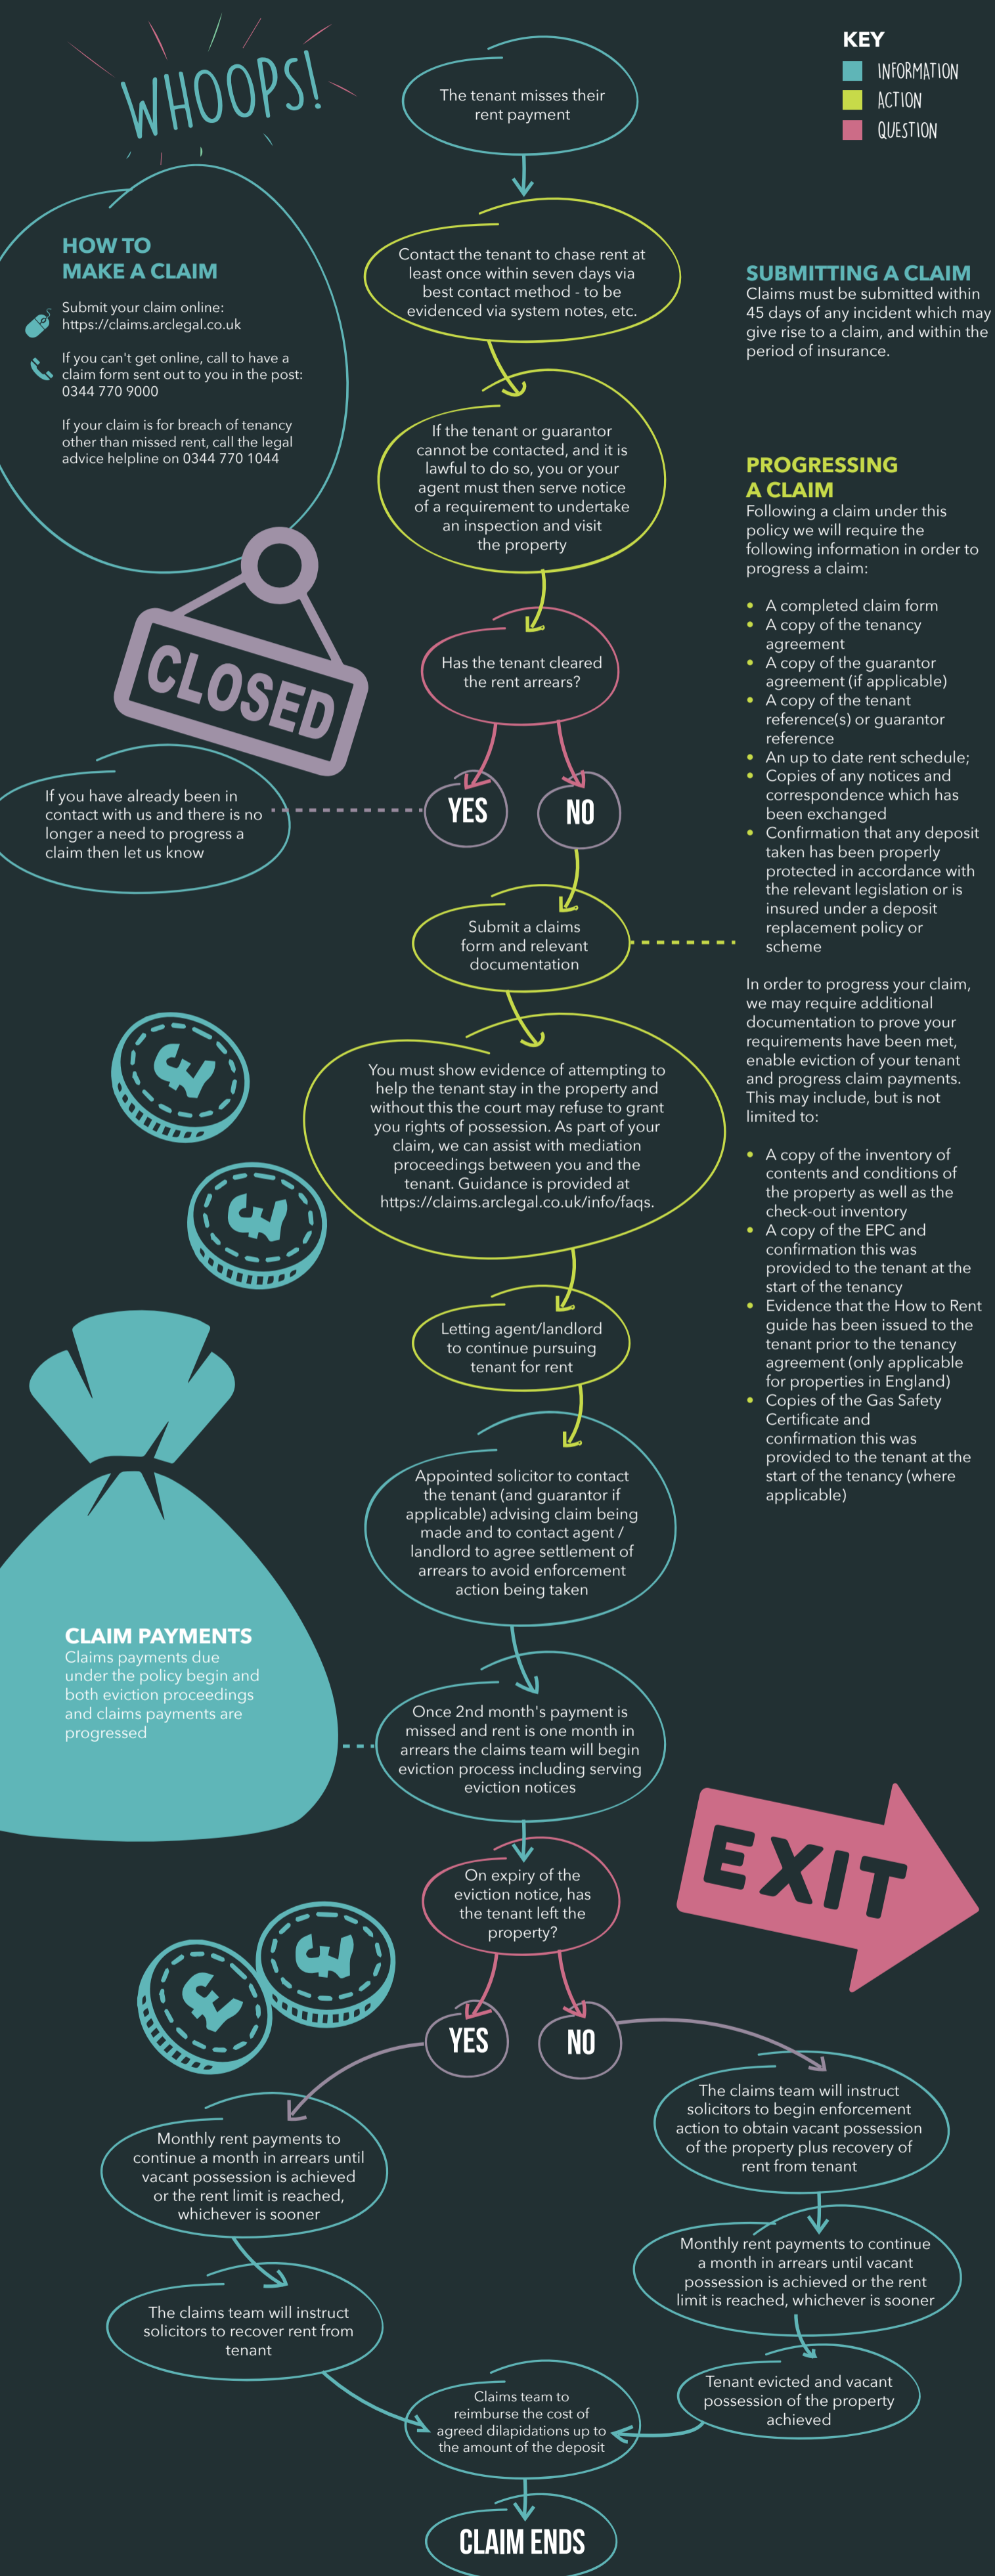 WHOOPS!
KEY
INFORMATION
ACTION
QUESTION
The tenant misses their
rent payment
HOW TO
MAKE A CLAIM
Submit your claim online:
https://claims.arclegal.co.uk
If you can't get online, call to have a
claim form sent out to you in the post:
0344 770 9000
If your claim is for breach of tenancy
other than missed rent, call the legal
advice helpline on 0344 770 1044
Contact the tenant to chase rent at
least once within seven days via
best contact method - to be
evidenced via system notes, etc.
SUBMITTING A CLAIM
Claims must be submitted within
45 days of any incident which may
give rise to a claim, and within the
period of insurance.
If the tenant or guarantor
cannot be contacted, and it is
lawful to do so, you or your
agent must then serve notice
of a requirement to undertake
an inspection and visit
the property
PROGRESSING
A CLAIM
Following a claim under this
policy we will require the
following information in order to
progress a claim:
• A completed claim form
• A copy of the tenancy
agreement
• A copy of the guarantor
agreement (if applicable)
• A copy of the tenant
reference(s) or guarantor
reference
• An up to date rent schedule;
• Copies of any notices and
correspondence which has
been exchanged
• Confirmation that any deposit
taken has been properly
protected in accordance with
the relevant legislation or is
insured under a deposit
replacement policy or
scheme
In order to progress your claim,
we may require additional
documentation to prove your
requirements have been met,
enable eviction of your tenant
and progress claim payments.
This may include, but is not
limited to:
• A copy of the inventory of
contents and conditions of
the property as well as the
check-out inventory
• A copy of the EPC and
confirmation this was
provided to the tenant at the
start of the tenancy
• Evidence that the How to Rent
guide has been issued to the
tenant prior to the tenancy
agreement (only applicable
for properties in England)
• Copies of the Gas Safety
Certificate and
confirmation this was
provided to the tenant at the
start of the tenancy (where
applicable)
CLOSED
Has the tenant cleared
the rent arrears?
YES
NO
If you have already been in
contact with us and there is no
longer a need to progress a
claim then let us know
Submit a claims
form and relevant
documentation
£
£
You must show evidence of attempting to
help the tenant stay in the property and
without this the court may refuse to grant
you rights of possession. As part of your
claim, we can assist with mediation
proceedings between you and the
tenant. Guidance is provided at
https://claims.arclegal.co.uk/info/faqs.
Letting agent/landlord
to continue pursuing
tenant for rent
Appointed solicitor to contact
the tenant (and guarantor if
applicable) advising claim being
made and to contact agent /
landlord to agree settlement of
arrears to avoid enforcement
action being taken
CLAIM PAYMENTS
Claims payments due
under the policy begin and
both eviction proceedings
and claims payments are
progressed
Once 2nd month's payment is
missed and rent is one month in
arrears the claims team will begin
eviction process including serving
eviction notices
EXIT
On expiry of the
eviction notice, has
the tenant left the
property?
£
£
YES
NO
Monthly rent payments to
continue a month in arrears until
vacant possession is achieved
or the rent limit is reached,
whichever is sooner
The claims team will instruct
solicitors to begin enforcement
action to obtain vacant possession
of the property plus recovery of
rent from tenant
Monthly rent payments to continue
a month in arrears until vacant
possession is achieved or the rent
limit is reached, whichever is sooner
The claims team will instruct
solicitors to recover rent from
tenant
Tenant evicted and vacant
possession of the property
achieved
Claims team to
reimburse the cost of
agreed dilapidations up to
the amount of the deposit
CLAIM ENDS